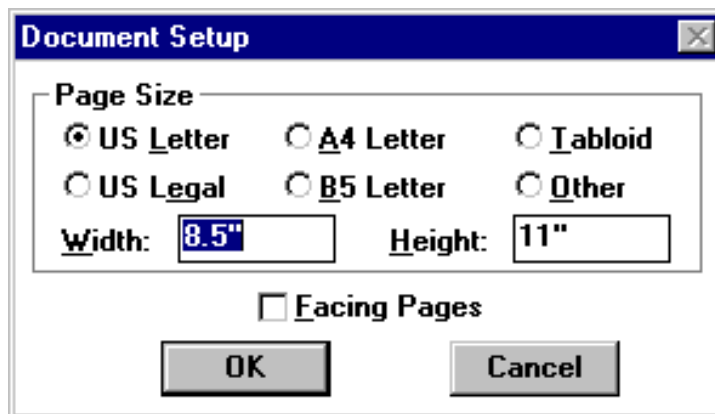 Document Setup
Page Size
US Letter A4 Letter Tabloid
US Legal B5 Letter Other
Width: 8.5" Height: 11"
Facing Pages
OK Cancel